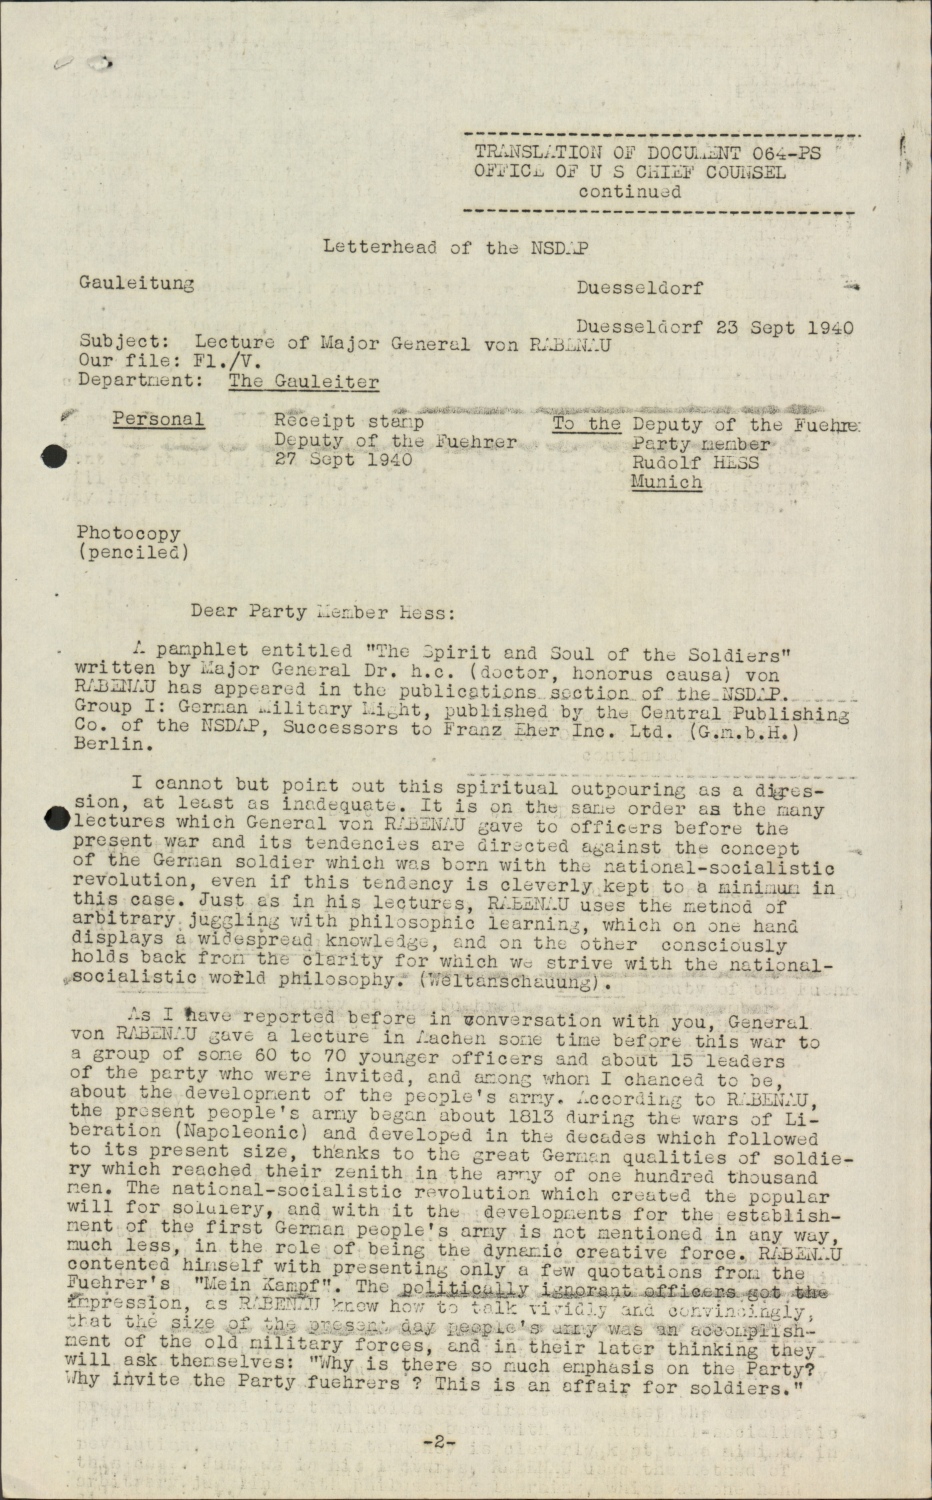 TRANSLATION OF DOCUMENT 064-PS
OFFICE OF U S CHIEF COUNSEL
continued
Letterhead of the NSDAP
Gauleitung Duesseldorf
Duesseldorf 23 Sept 1940
Subject: Lecture of Major General von RABENAU
Our file: Fl./V.
Department: The Gauleiter
Personal Receipt stamp To the Deputy of the Fuehrer
Deputy of the Fuehrer Party member
27 Sept 1940 Rudolf HESS
Munich
Photocopy
(penciled)
Dear Party Member Hess:
A pamphlet entitled "The Spirit and Soul of the Soldiers"
written by Major General Dr. h.c. (doctor, honorus causa) von
RABENAU has appeared in the publications section of the NSDAP.
Group I: German Military Might, published by the Central Publishing
Co. of the NSDAP, Successors to Franz Eher Inc. Ltd. (G.m.b.H.)
Berlin.
I cannot but point out this spiritual outpouring as a digres-
sion, at least as inadequate. It is on the same order as the many
lectures which General von RABENAU gave to officers before the
present war and its tendencies are directed against the concept
of the German soldier which was born with the national-socialistic
revolution, even if this tendency is cleverly kept to a minimum in
this case. Just as in his lectures, RABENAU uses the method of
arbitrary juggling with philosophic learning, which on one hand
displays a widespread knowledge, and on the other consciously
holds back from the clarity for which we strive with the national-
socialistic world philosophy. (Weltanschauung).
As I have reported before in conversation with you, General
von RABENAU gave a lecture in Aachen some time before this war to
a group of some 60 to 70 younger officers and about 15 leaders
of the party who were invited, and among whom I chanced to be,
about the development of the people's army. According to RABENAU,
the present people's army began about 1813 during the wars of Li-
beration (Napoleonic) and developed in the decades which followed
to its present size, thanks to the great German qualities of soldie-
ry which reached their zenith in the army of one hundred thousand
men. The national-socialistic revolution which created the popular
will for soldiery, and with it the developments for the establish-
ment of the first German people's army is not mentioned in any way,
much less, in the role of being the dynamic creative force. RABENAU
contented himself with presenting only a few quotations from the
Fuehrer's "Mein Kampf". The politically ignorant officers got the
impression, as RABENAU know how to talk vividly and convincingly,
that the size of the present day people's army was an accomplish-
ment of the old military forces, and in their later thinking they
will ask themselves: "Why is there so much emphasis on the Party?
Why invite the Party fuehrers ? This is an affair for soldiers."
-2-